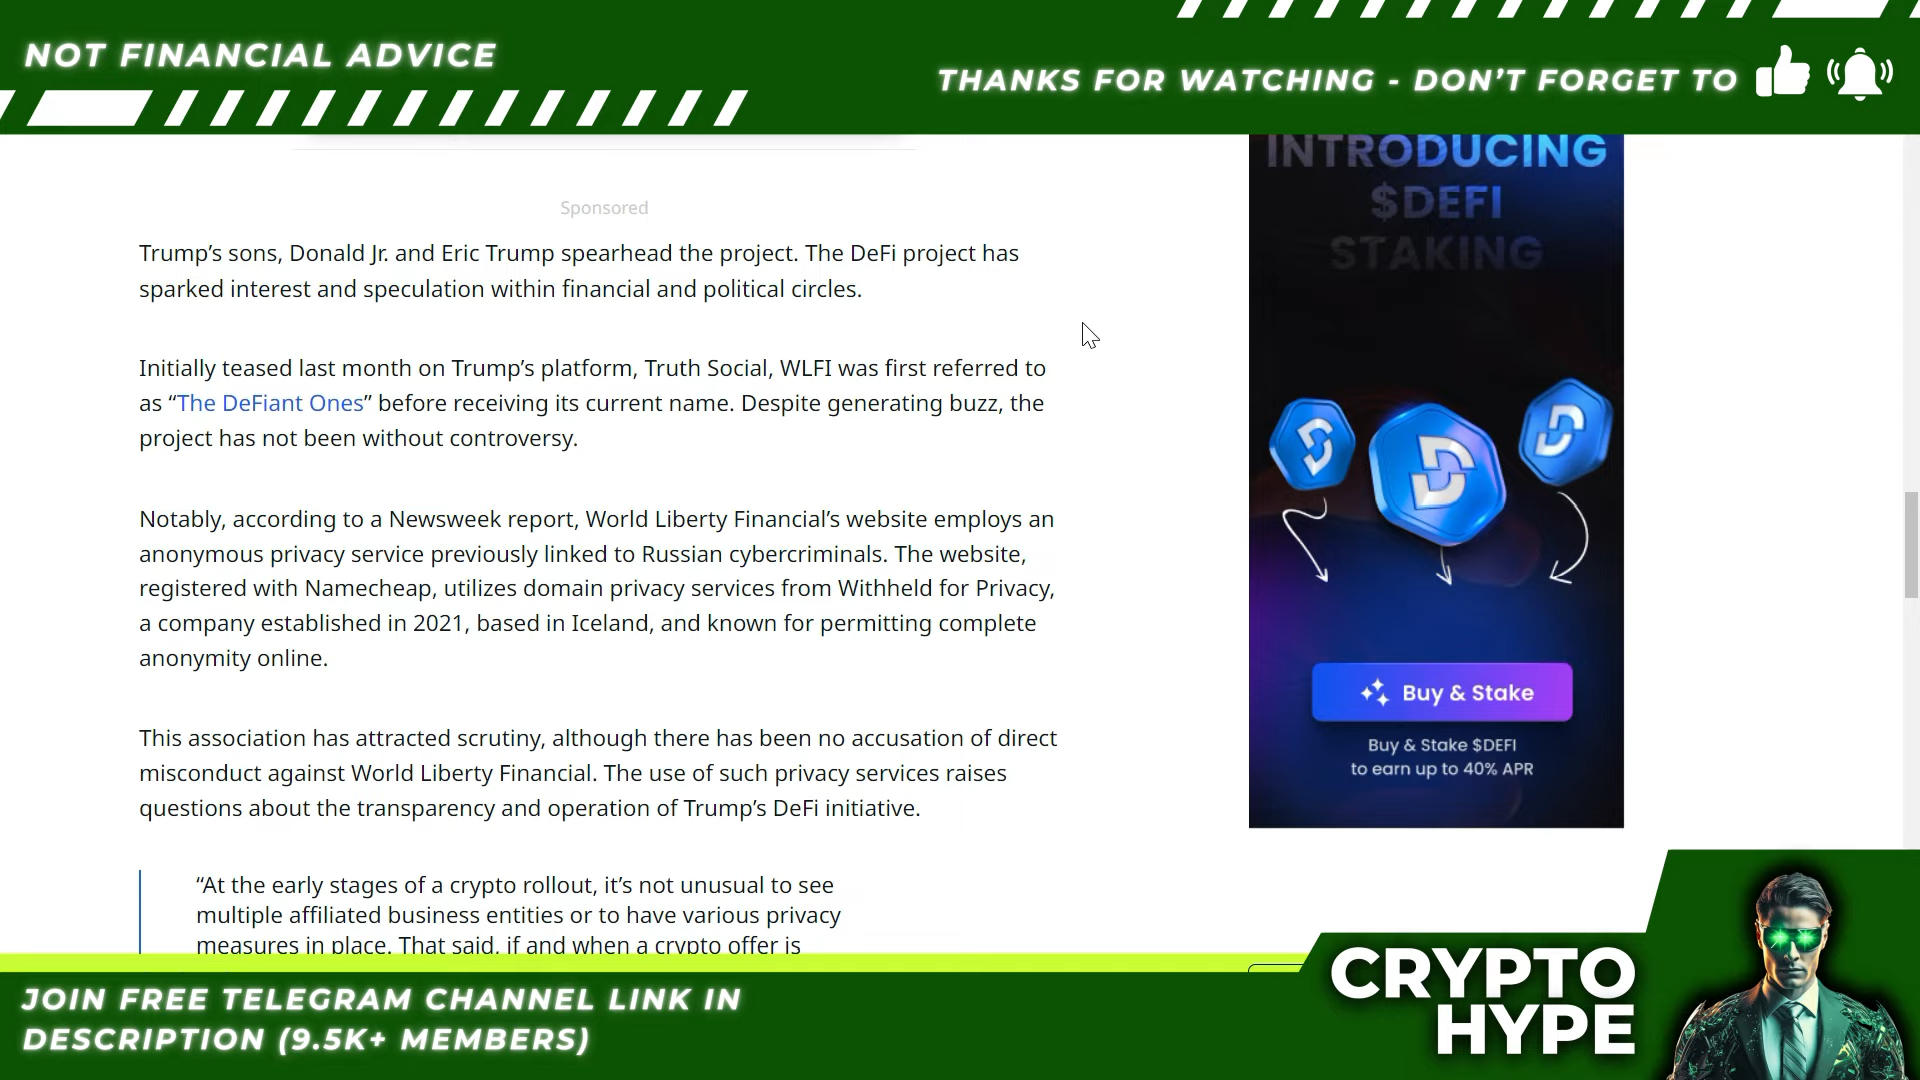 NOT FINANCIAL ADVICE
THANKS FOR WATCHING - DON’T FORGET TO
Sponsored
Trump’s sons, Donald Jr. and Eric Trump spearhead the project. The DeFi project has
sparked interest and speculation within financial and political circles.
Initially teased last month on Trump’s platform, Truth Social, WLFI was first referred to
as “The DeFiant Ones” before receiving its current name. Despite generating buzz, the
project has not been without controversy.
Notably, according to a Newsweek report, World Liberty Financial’s website employs an
anonymous privacy service previously linked to Russian cybercriminals. The website,
registered with Namecheap, utilizes domain privacy services from Withheld for Privacy,
a company established in 2021, based in Iceland, and known for permitting complete
anonymity online.
This association has attracted scrutiny, although there has been no accusation of direct
misconduct against World Liberty Financial. The use of such privacy services raises
questions about the transparency and operation of Trump’s DeFi initiative.
“At the early stages of a crypto rollout, it’s not unusual to see
multiple affiliated business entities or to have various privacy
measures in place. That said, if and when a crypto offer is
INTRODUCING
$DEFI
STAKING
Buy & Stake
Buy & Stake $DEFI
to earn up to 40% APR
JOIN FREE TELEGRAM CHANNEL LINK IN
DESCRIPTION (9.5K+ MEMBERS)
CRYPTO
HYPE